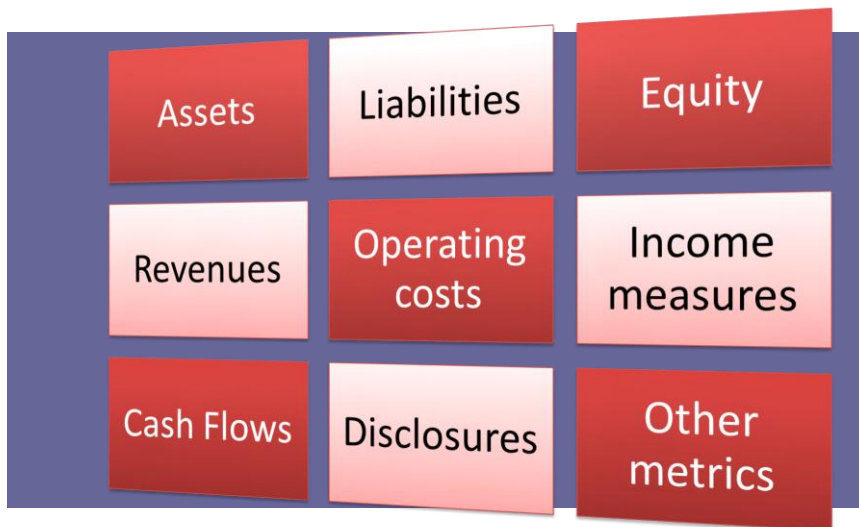 Assets
Liabilities
Equity
Revenues
Operating
costs
Income
measures
Cash Flows
Disclosures
Other
metrics